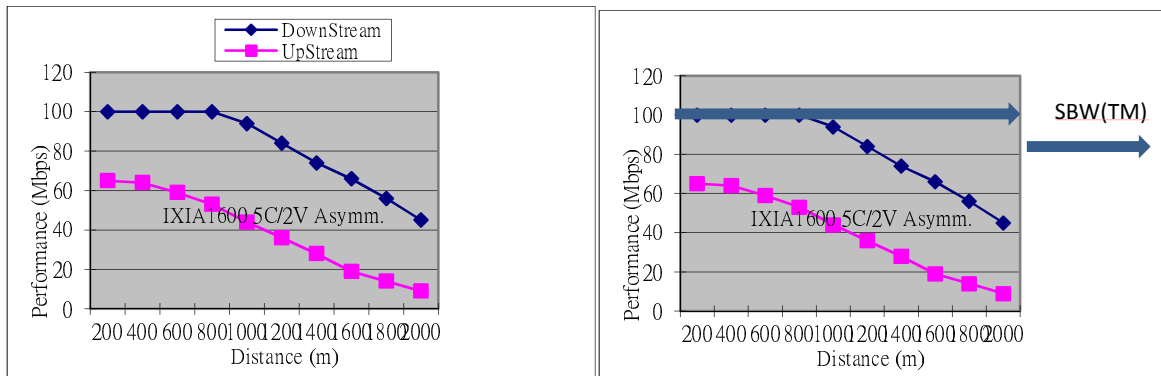 DownStream
UpStream
120
100
80
60
40
20
0
Performance (Mbps)
IXIA1600 5C/2V Asymm.
200 400 600 800 1000 1200 1400 1600 1800 2000
Distance (m)
120
100
80
60
40
20
0
Performance (Mbps)
IXIA1600 5C/2V Asymm.
200 400 600 800 1000 1200 1400 1600 1800 2000
Distance (m)
SBW(TM)